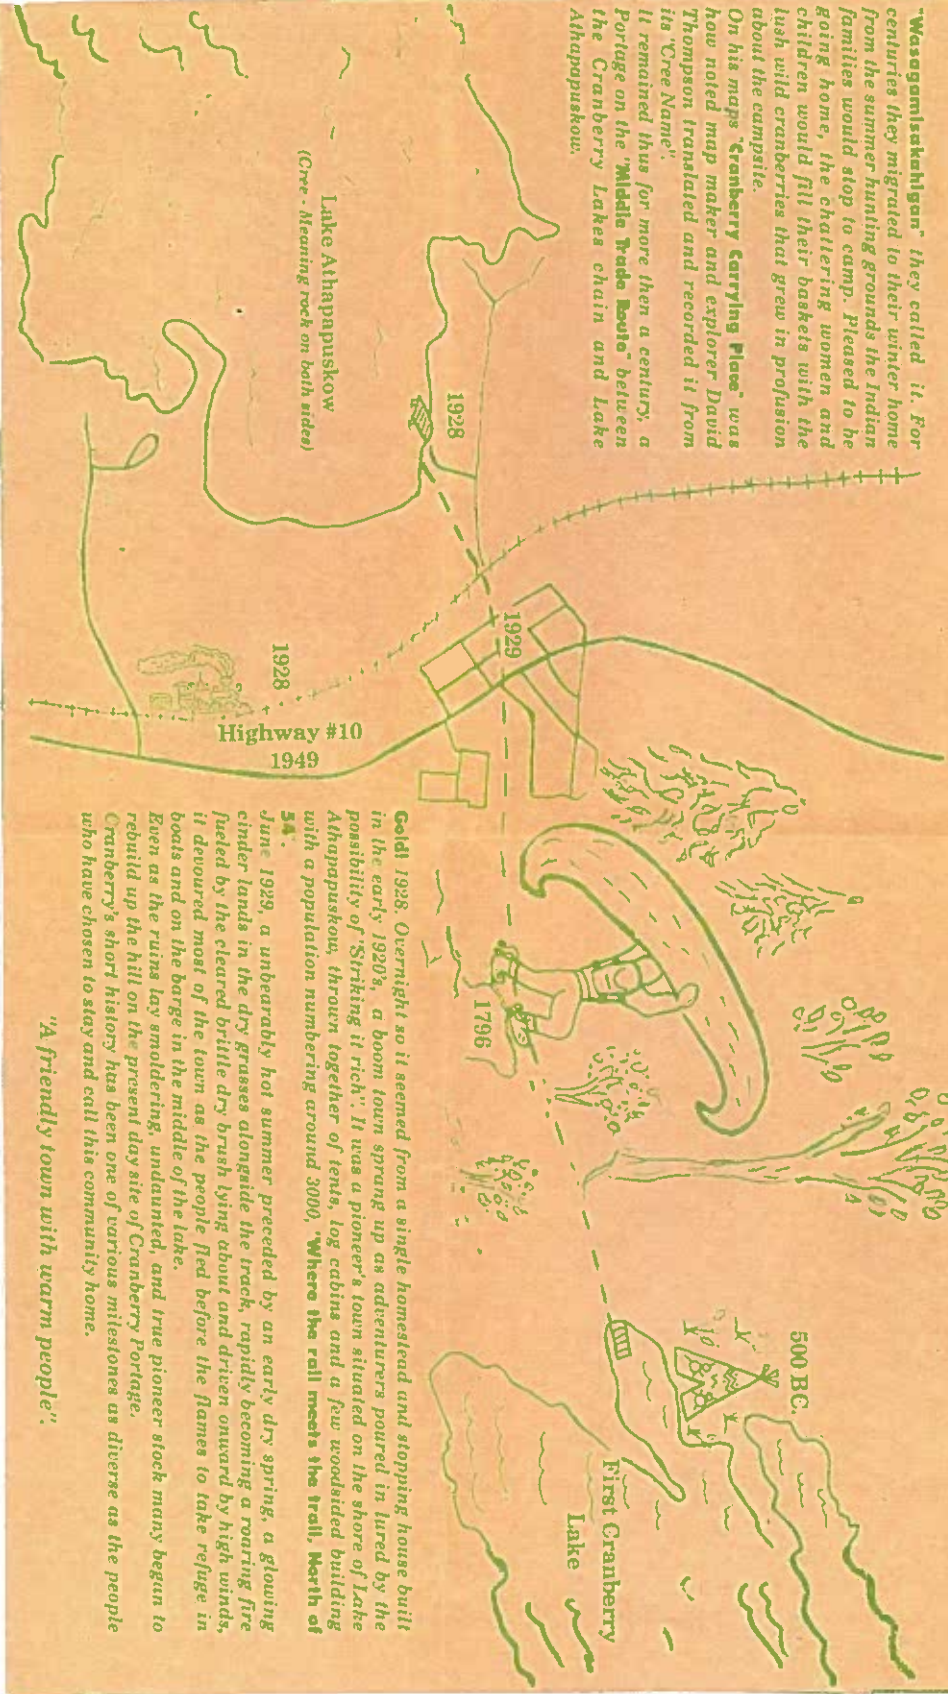 "Wasagamisakahigan" they called it. For
centuries they migrated to their winter home
from the summer hunting grounds the Indian
families would stop to camp. Pleased to be
going home, the chattering women and
children would fill their baskets with the
lush wild cranberries that grew in profusion
about the campsite.
On his maps "Cranberry Carrying Place" was
how noted map maker and explorer David
Thompson translated and recorded it from
its "Cree Name".
It remained thus for more then a century, a
Portage on the "Middle Trade Route" between
the Cranberry Lakes chain and Lake
Athapapuskow.
Lake Athapapuskow
(Cree - Meaning rock on both sides)
1928
1929
1928
Highway #10
1949
1796
500 BC.
First Cranberry
Lake
Gold! 1928. Overnight so it seemed from a single homestead and stopping house built
in the early 1920's, a boom town sprang up as adventurers poured in lured by the
possibility of "Striking it rich". It was a pioneer's town situated on the shore of Lake
Athapapuskow, thrown together of tents, log cabins and a few woodsided building
with a population numbering around 3000, "Where the rail meets the trail, North of
54".
June 1929, a unbearably hot summer preceded by an early dry spring, a glowing
cinder lands in the dry grasses alongside the track, rapidly becoming a roaring fire
fueled by the cleared brittle dry brush lying about and driven onward by high winds,
it devoured most of the town as the people fled before the flames to take refuge in
boats and on the barge in the middle of the lake.
Even as the ruins lay smoldering, undaunted, and true pioneer stock many begun to
rebuild up the hill on the present day site of Cranberry Portage.
Cranberry's short history has been one of various milestones as diverse as the people
who have chosen to stay and call this community home.
"A friendly town with warm people".